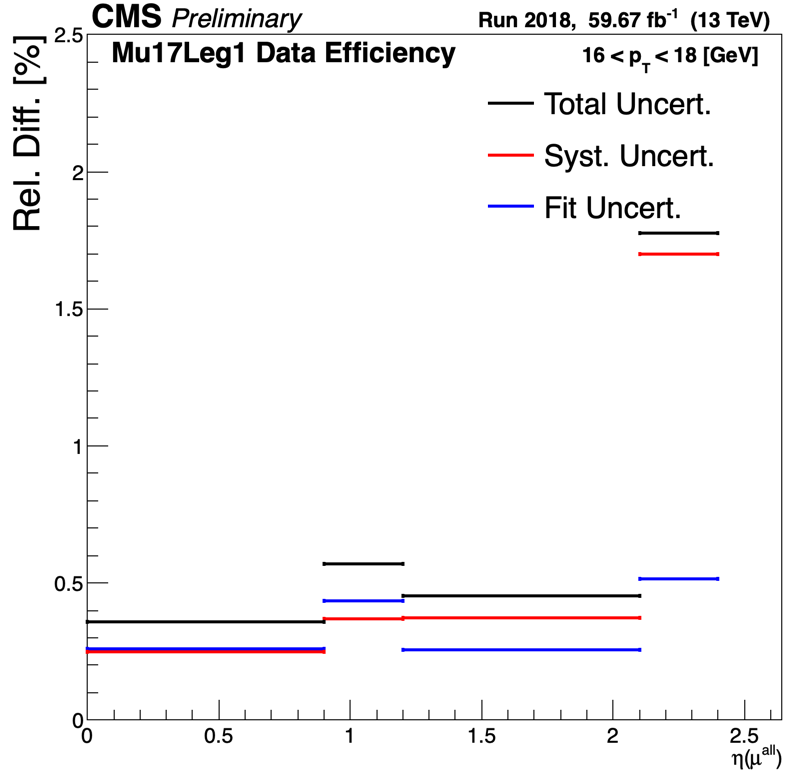 CMS Preliminary
Run 2018, 59.67 fb⁻¹ (13 TeV)
Mu17Leg1 Data Efficiency
16 < p_T < 18 [GeV]
Total Uncert.
Syst. Uncert.
Fit Uncert.
Rel. Diff. [%]
2.5
2
1.5
1
0.5
0
0 0.5 1 1.5 2 2.5
η(μ^all)